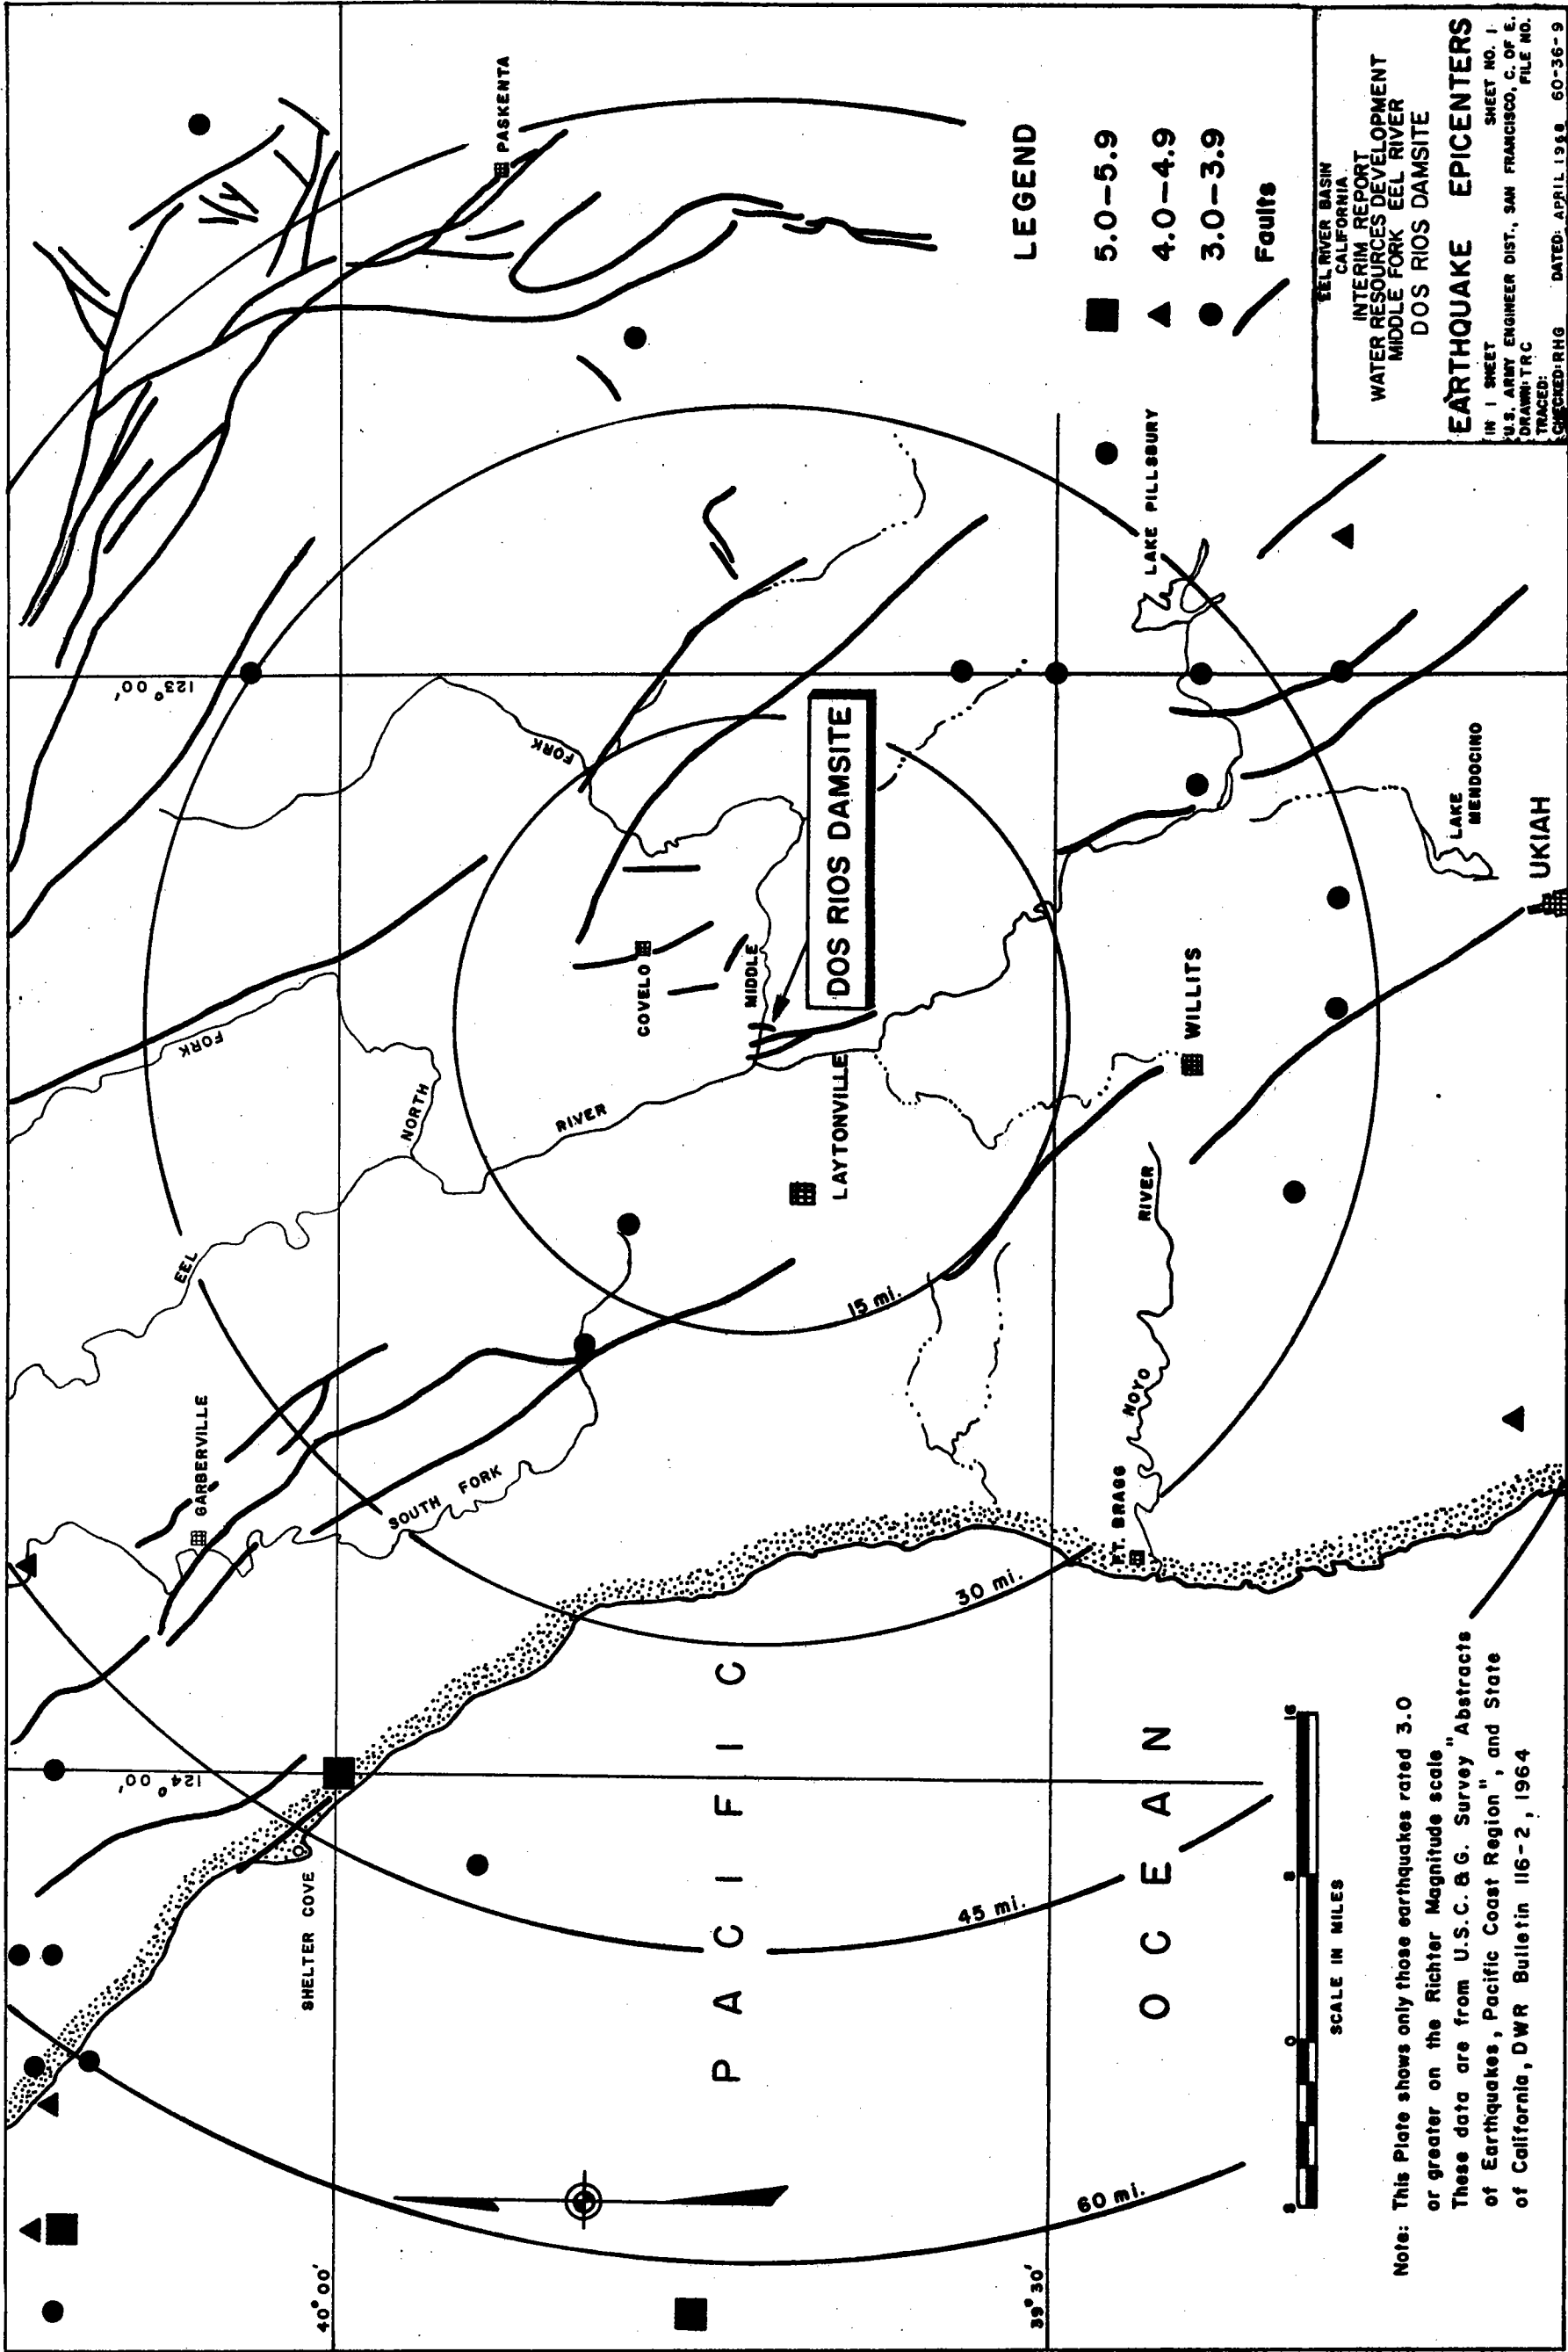 PASKENTA
GARBERVILLE
SHELTER COVE
EEL
FORK
NORTH
RIVER
FORK
COVELO
MIDDLE
LAYTONVILLE
DOS RIOS DAMSITE
SOUTH FORK
15 mi.
30 mi.
45 mi.
60 mi.
FT. BRAGG
NOYO
RIVER
WILLITS
LAKE PILLSBURY
LAKE
MENDOCINO
UKIAH
PACIFIC
OCEAN
40° 00'
39° 30'
124° 00'
123° 00'
8 0 8 16
SCALE IN MILES
Note: This Plate shows only those earthquakes rated 3.0
or greater on the Richter Magnitude scale
These data are from U.S.C. & G. Survey "Abstracts
of Earthquakes, Pacific Coast Region", and State
of California, DWR Bulletin 116-2, 1964
LEGEND
5.0-5.9
4.0-4.9
3.0-3.9
Faults
EEL RIVER BASIN
CALIFORNIA
INTERIM REPORT
WATER RESOURCES DEVELOPMENT
MIDDLE FORK EEL RIVER
DOS RIOS DAMSITE
EARTHQUAKE EPICENTERS
IN 1 SHEET SHEET NO. 1
U.S. ARMY ENGINEER DIST., SAN FRANCISCO, C. OF E.
DRAWN: TRC FILE NO.
TRACED:
CHECKED: RHG DATED: APRIL 1968 60-36-9